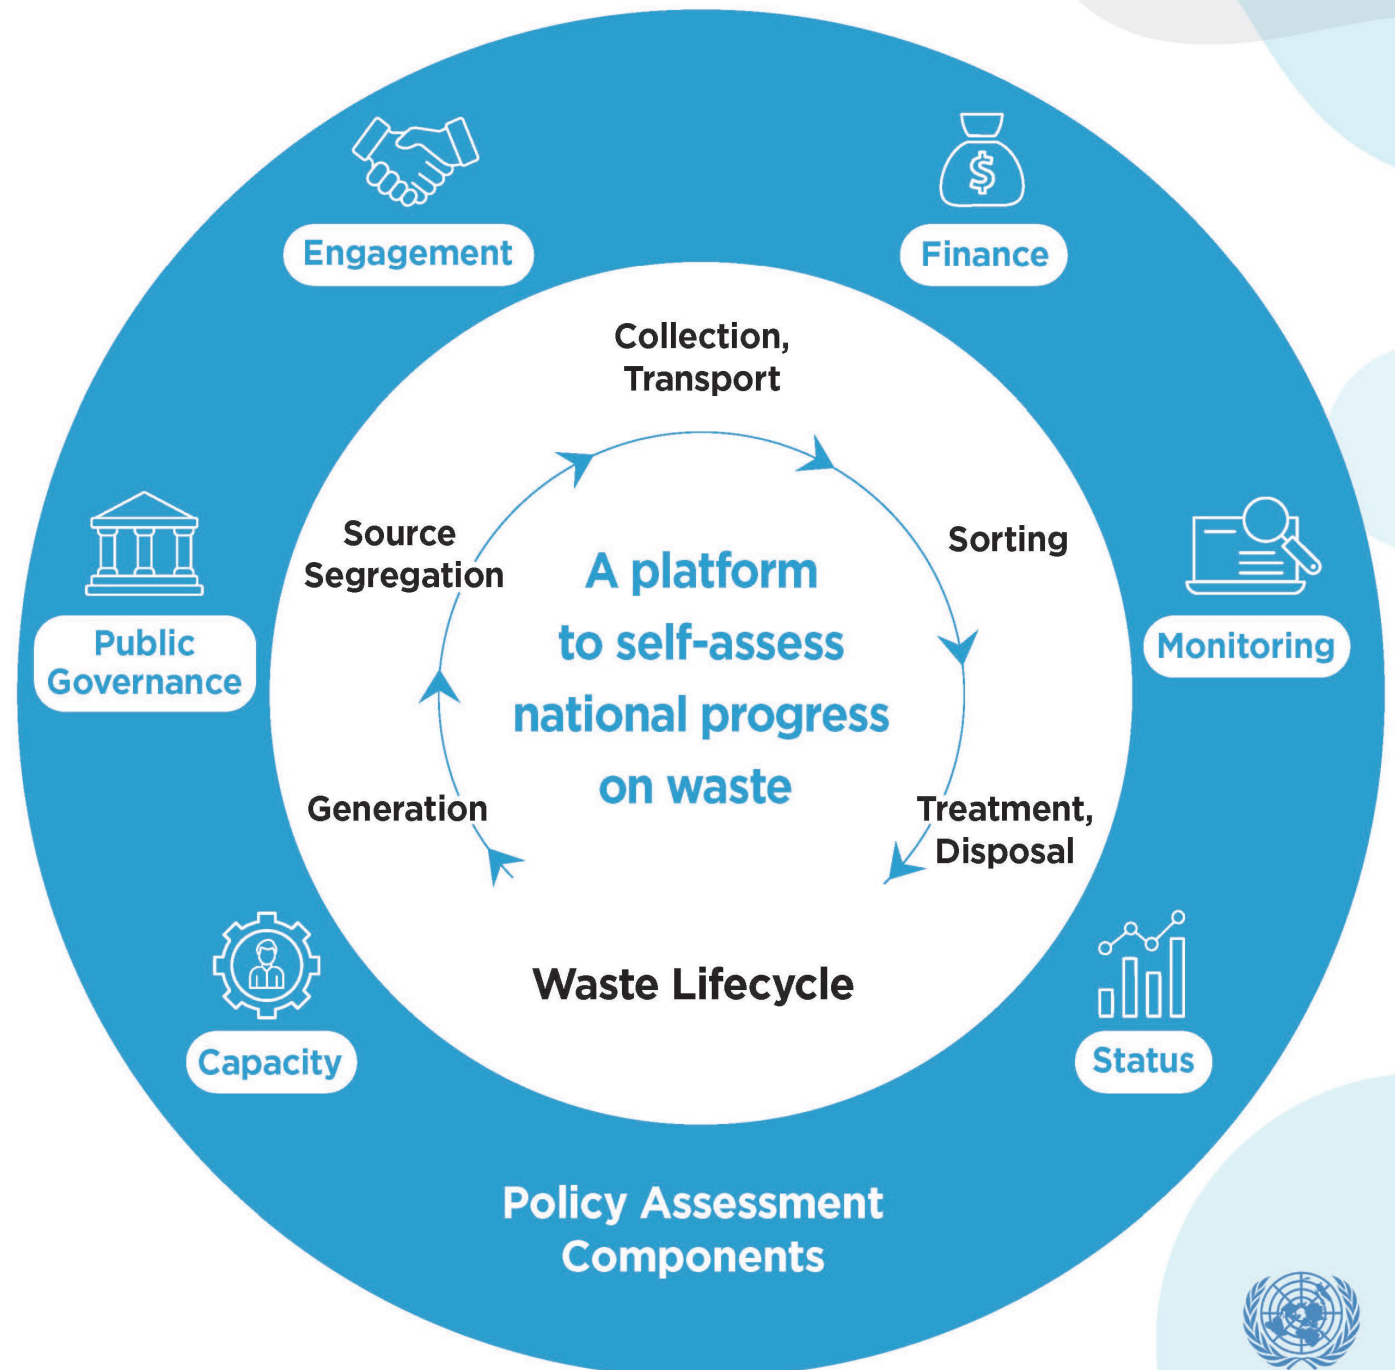 Engagement
$
Finance
Collection,
Transport
Source
Segregation
Sorting
A platform
to self-assess
national progress
on waste
Public
Governance
Monitoring
Generation
Treatment,
Disposal
Waste Lifecycle
Capacity
Status
Policy Assessment
Components